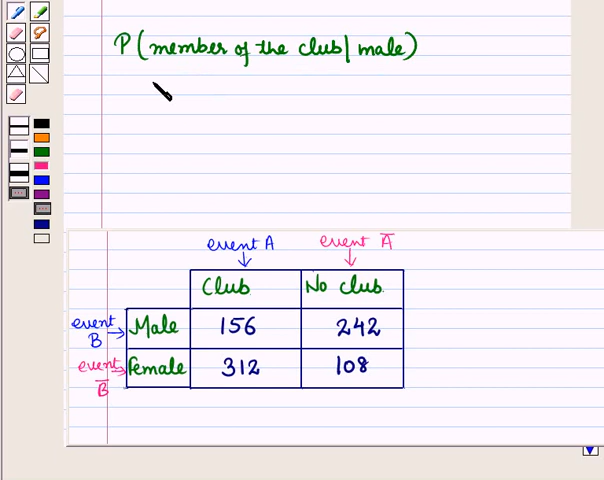 P(member of the club | male)
event A event A̅
Club No club
event B Male 156 242
event B̅ Female 312 108